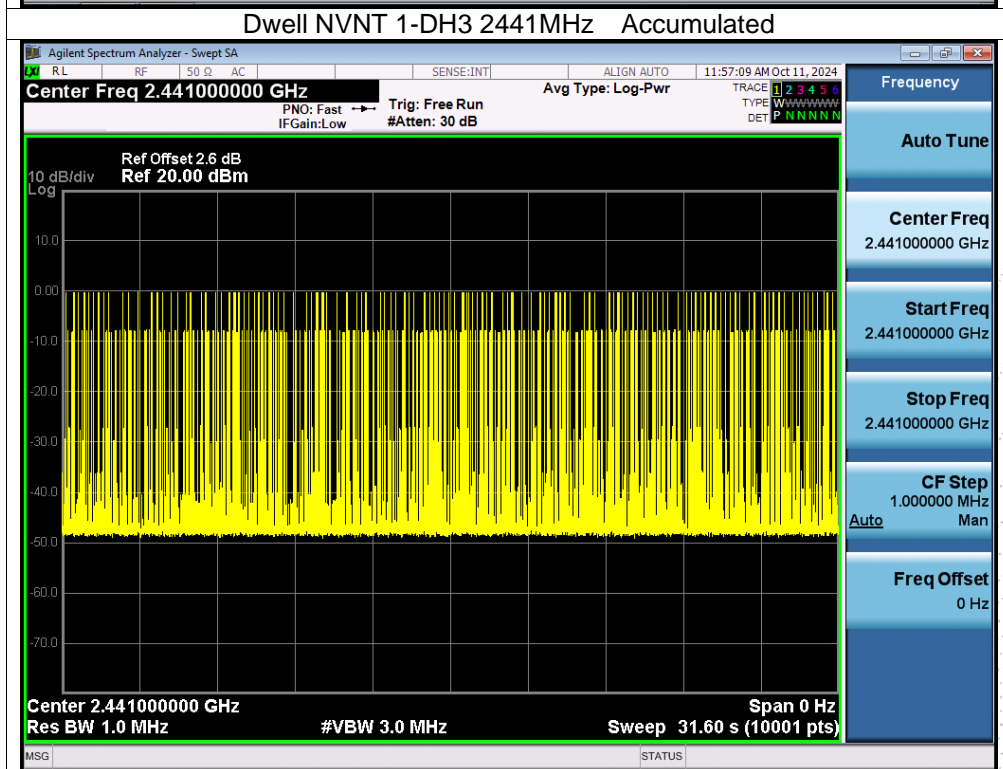 Dwell NVNT 1-DH3 2441MHz Accumulated
Agilent Spectrum Analyzer - Swept SA
LXI RL RF 50 Ω AC SENSE:INT ALIGN AUTO 11:57:09 AM Oct 11, 2024
Center Freq 2.441000000 GHz
PNO: Fast
IFGain:Low
Trig: Free Run
#Atten: 30 dB
Avg Type: Log-Pwr
TRACE 1 2 3 4 5 6
TYPE WWWWWWW
DET P N N N N N
Ref Offset 2.6 dB
10 dB/div Ref 20.00 dBm
Log
10.0
0.00
-10.0
-20.0
-30.0
-40.0
-50.0
-60.0
-70.0
Center 2.441000000 GHz Span 0 Hz
Res BW 1.0 MHz #VBW 3.0 MHz Sweep 31.60 s (10001 pts)
MSG STATUS
Frequency
Auto Tune
Center Freq
2.441000000 GHz
Start Freq
2.441000000 GHz
Stop Freq
2.441000000 GHz
CF Step
1.000000 MHz
Auto Man
Freq Offset
0 Hz